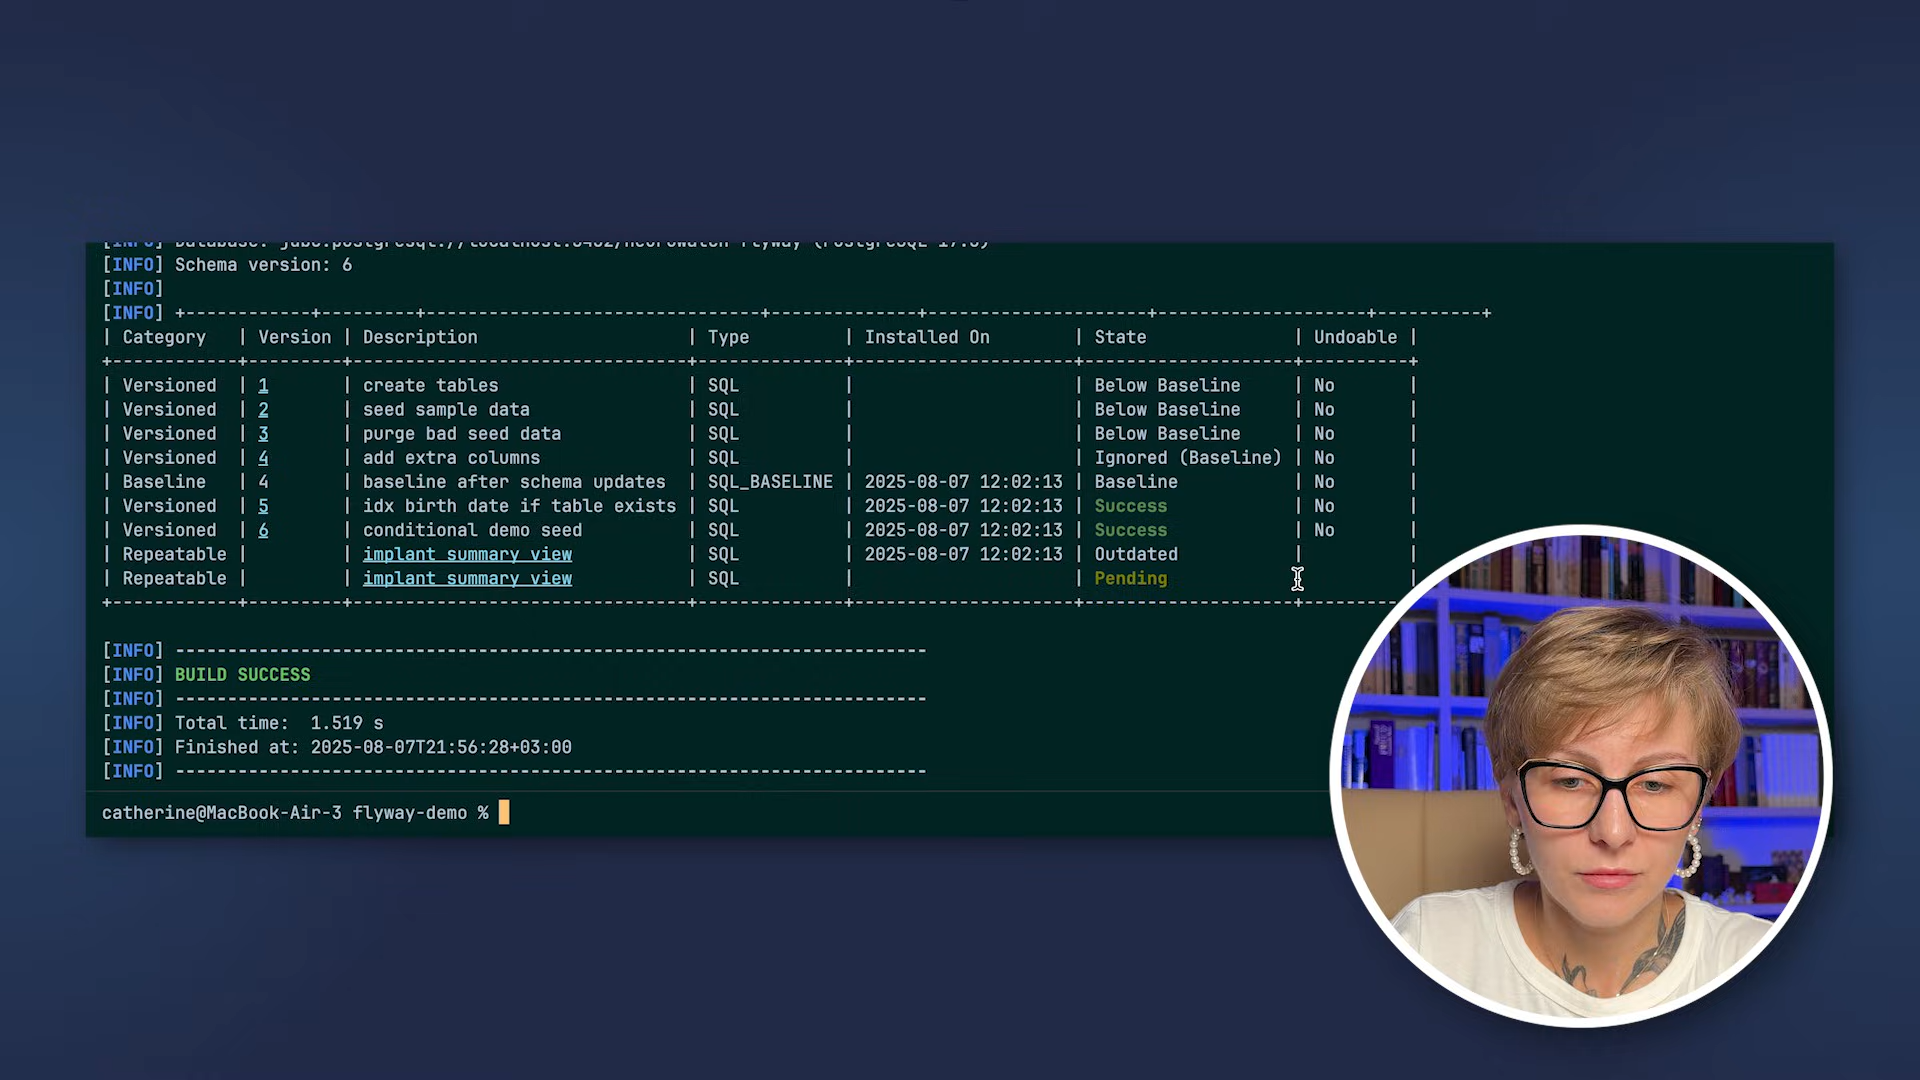 [INFO] Schema version: 6
[INFO]
[INFO] +------------+---------+--------------------------------+---------------+---------------------+--------------------+----------+
| Category | Version | Description | Type | Installed On | State | Undoable |
+------------+---------+--------------------------------+---------------+---------------------+--------------------+----------+
| Versioned | 1 | create tables | SQL | | Below Baseline | No |
| Versioned | 2 | seed sample data | SQL | | Below Baseline | No |
| Versioned | 3 | purge bad seed data | SQL | | Below Baseline | No |
| Versioned | 4 | add extra columns | SQL | | Ignored (Baseline) | No |
| Baseline | 4 | baseline after schema updates | SQL_BASELINE | 2025-08-07 12:02:13 | Baseline | No |
| Versioned | 5 | idx birth date if table exists | SQL | 2025-08-07 12:02:13 | Success | No |
| Versioned | 6 | conditional demo seed | SQL | 2025-08-07 12:02:13 | Success | No |
| Repeatable | | implant summary view | SQL | 2025-08-07 12:02:13 | Outdated | |
| Repeatable | | implant summary view | SQL | | Pending | |
+------------+---------+--------------------------------+---------------+---------------------+--------------------+---------
[INFO] ------------------------------------------------------------------------
[INFO] BUILD SUCCESS
[INFO] ------------------------------------------------------------------------
[INFO] Total time: 1.519 s
[INFO] Finished at: 2025-08-07T21:56:28+03:00
[INFO] ------------------------------------------------------------------------
catherine@MacBook-Air-3 flyway-demo %